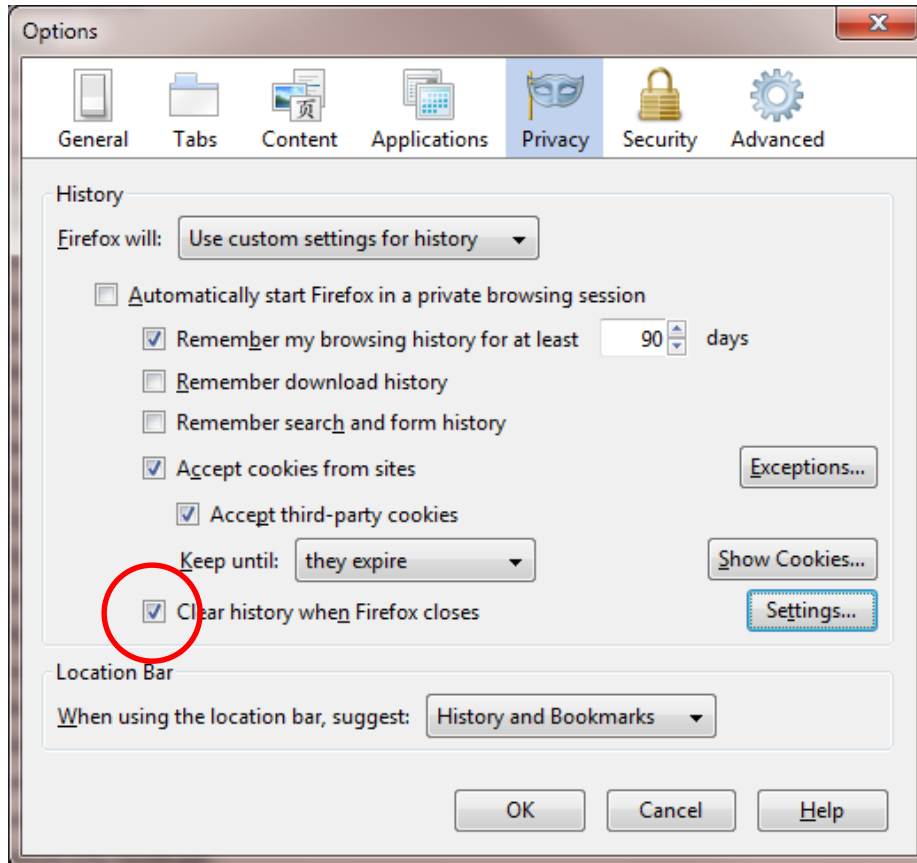 Options
General Tabs Content Applications Privacy Security Advanced
页
History
Firefox will: Use custom settings for history
Automatically start Firefox in a private browsing session
Remember my browsing history for at least 90 days
Remember download history
Remember search and form history
Accept cookies from sites Exceptions...
Accept third-party cookies
Keep until: they expire Show Cookies...
Clear history when Firefox closes Settings...
Location Bar
When using the location bar, suggest: History and Bookmarks
OK Cancel Help